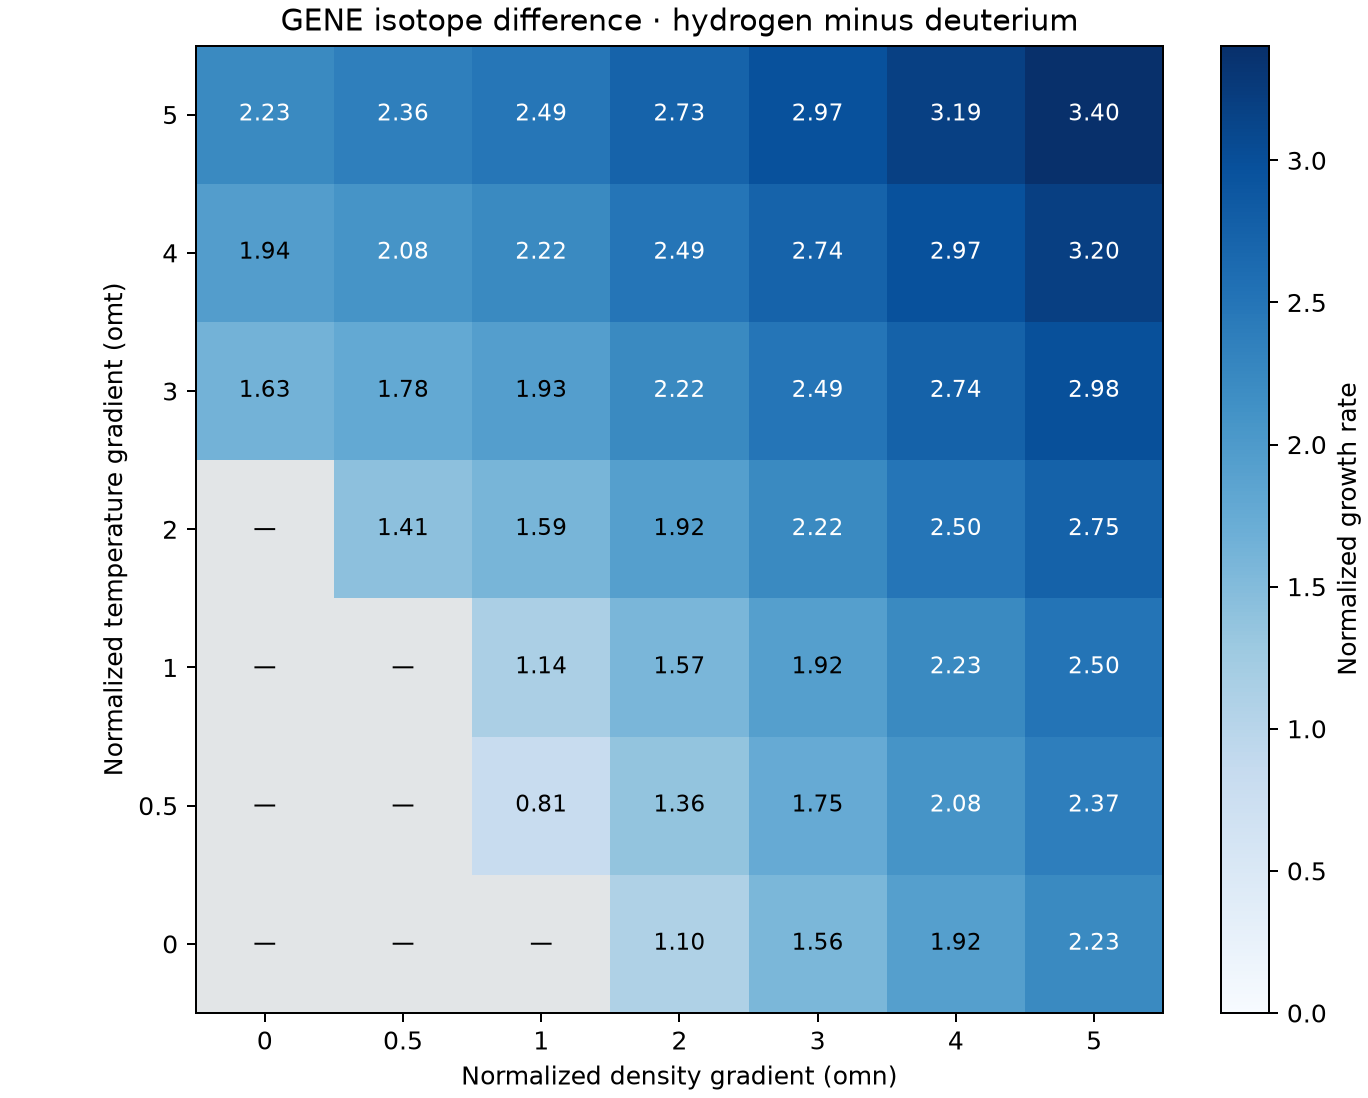 GENE isotope difference · hydrogen minus deuterium
Normalized temperature gradient (omt)
5 2.23 2.36 2.49 2.73 2.97 3.19 3.40
4 1.94 2.08 2.22 2.49 2.74 2.97 3.20
3 1.63 1.78 1.93 2.22 2.49 2.74 2.98
2 — 1.41 1.59 1.92 2.22 2.50 2.75
1 — — 1.14 1.57 1.92 2.23 2.50
0.5 — — 0.81 1.36 1.75 2.08 2.37
0 — — — 1.10 1.56 1.92 2.23
0 0.5 1 2 3 4 5
Normalized density gradient (omn)
3.0
2.5
2.0
1.5
1.0
0.5
0.0
Normalized growth rate